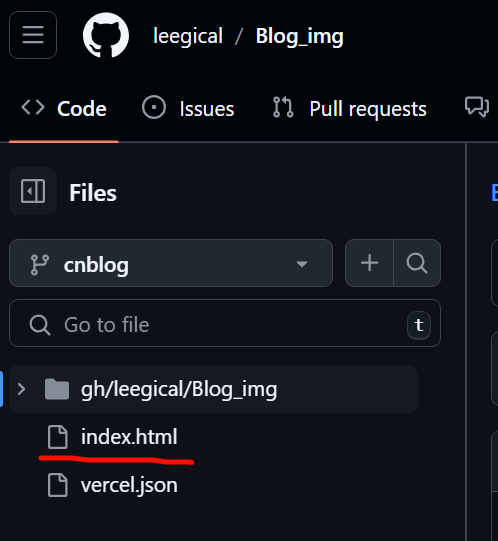 leegical / Blog_img
Code Issues Pull requests
Files
cnblog
Go to file t
gh/leegical/Blog_img
index.html
vercel.json